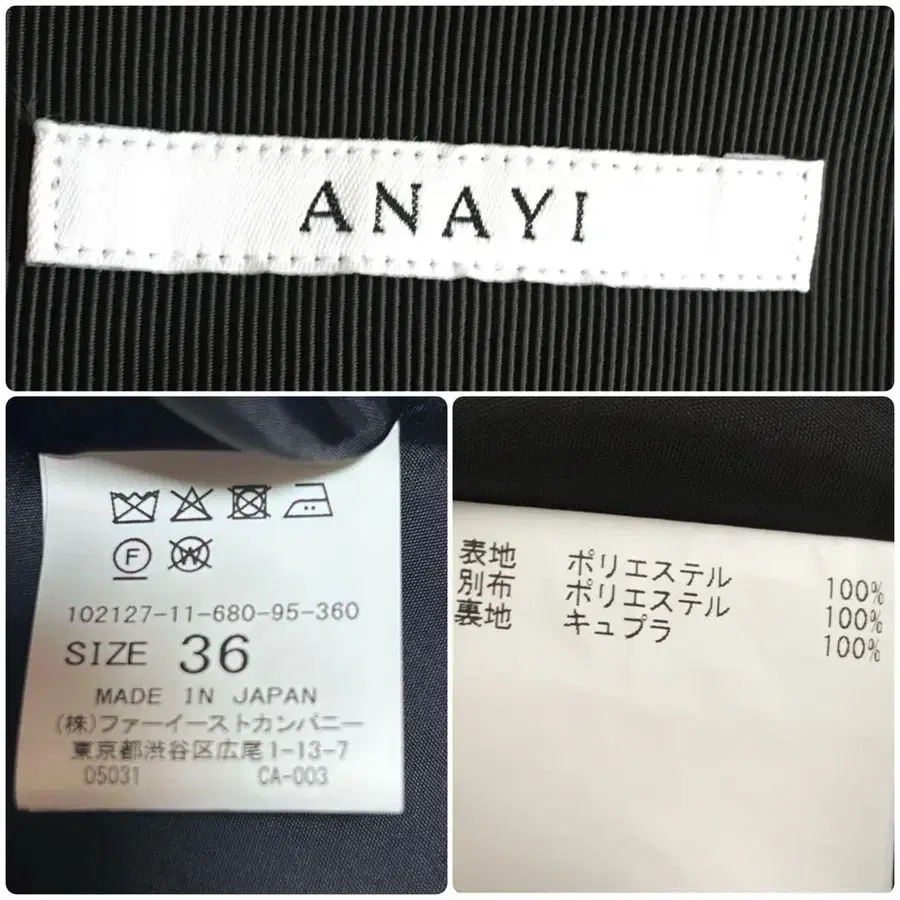 ANAYI
F W
102127-11-680-95-360
SIZE 36
MADE IN JAPAN
(株)ファーイーストカンパニー
東京都渋谷区広尾1-13-7
05031 CA-003
表地 ポリエステル 100%
別布 ポリエステル 100%
裏地 キュプラ 100%